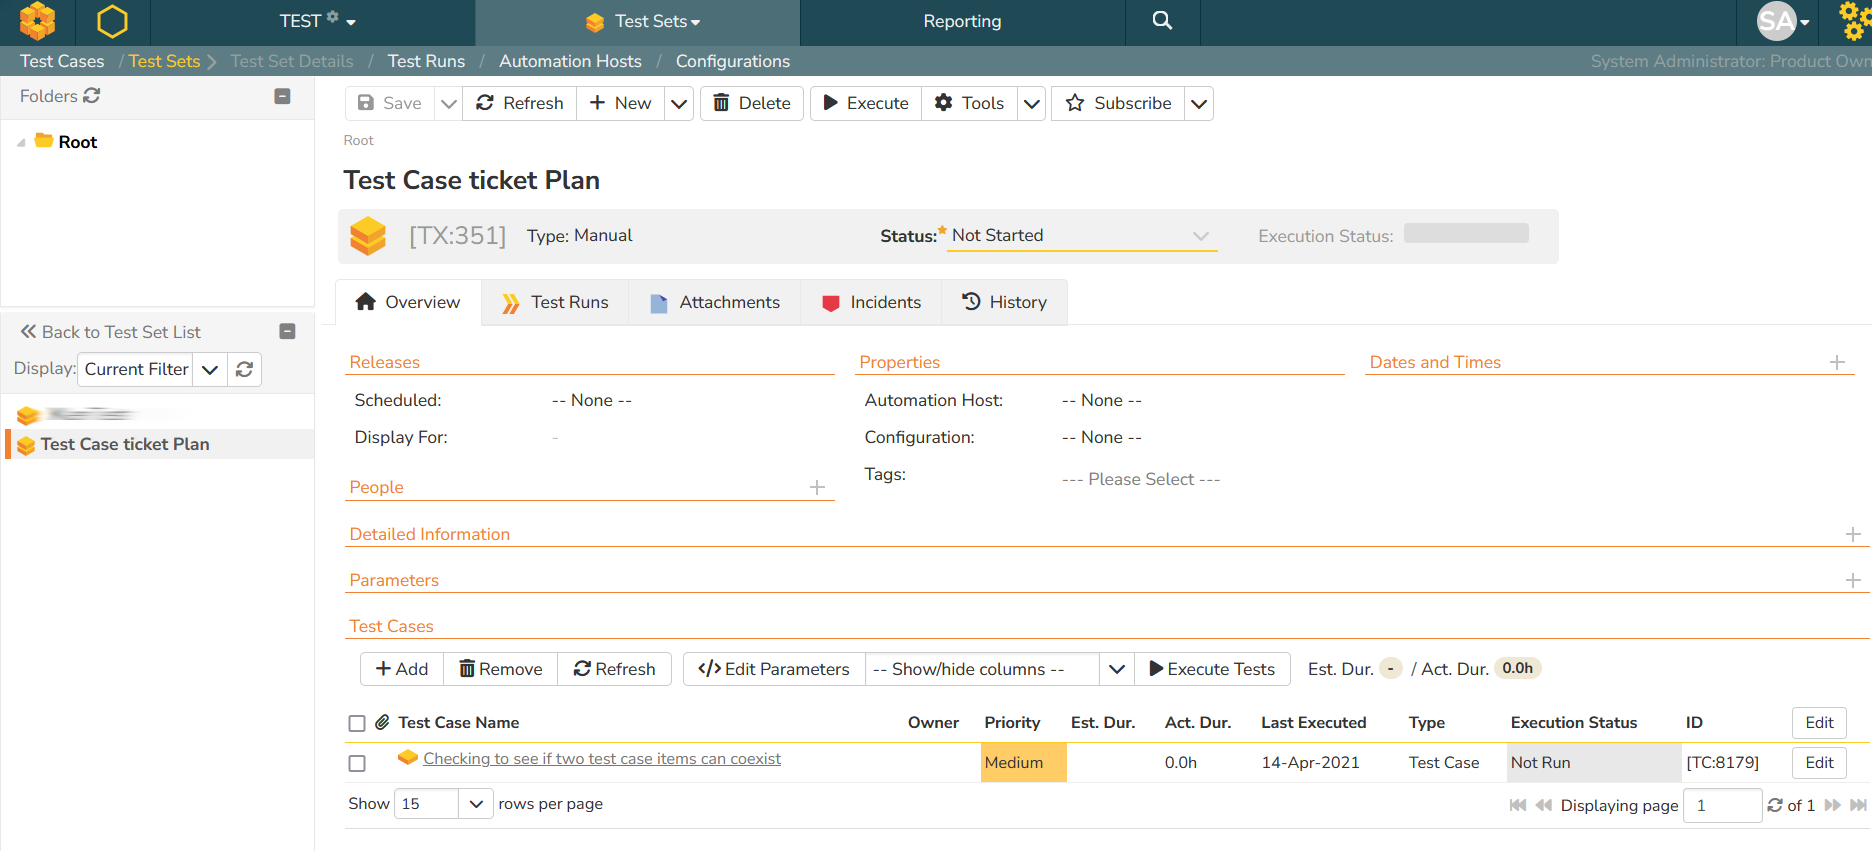 TEST
Test Sets
Reporting
SA
Test Cases / Test Sets Test Set Details / Test Runs / Automation Hosts / Configurations
System Administrator: Product Own
Folders
Root
Save Refresh New Delete Execute Tools Subscribe
Root
Test Case ticket Plan
[TX:351] Type: Manual Status: Not Started Execution Status:
Overview Test Runs Attachments Incidents History
Back to Test Set List
Display: Current Filter
Test Case ticket Plan
Releases
Scheduled: -- None --
Display For: -
People
Properties
Automation Host: -- None --
Configuration: -- None --
Tags: --- Please Select ---
Dates and Times
Detailed Information
Parameters
Test Cases
Add Remove Refresh </> Edit Parameters -- Show/hide columns -- Execute Tests Est. Dur. - / Act. Dur. 0.0h
Test Case Name Owner Priority Est. Dur. Act. Dur. Last Executed Type Execution Status ID Edit
Checking to see if two test case items can coexist Medium 0.0h 14-Apr-2021 Test Case Not Run [TC:8179] Edit
Show 15 rows per page
Displaying page 1 of 1